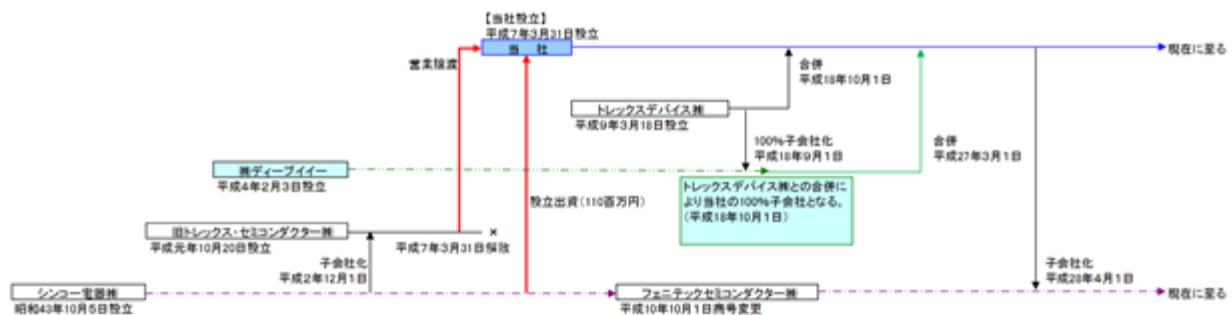 【当社設立】
平成7年3月31日設立
当 社
現在に至る
営業譲渡
合併
平成18年10月1日
トレックスデバイス㈱
平成9年3月18日設立
100%子会社化
平成18年9月1日
合併
平成27年3月1日
㈱ディーブイイー
平成4年2月3日設立
トレックスデバイス㈱との合併に
より当社の100%子会社となる。
(平成18年10月1日)
設立出資(110百万円)
旧トレックス・セミコンダクター㈱
平成元年10月20日設立
×
平成7年3月31日解散
子会社化
平成2年12月1日
子会社化
平成28年4月1日
シンコー電器㈱
昭和43年10月5日設立
フェニテックセミコンダクター㈱
平成10年10月1日商号変更
現在に至る